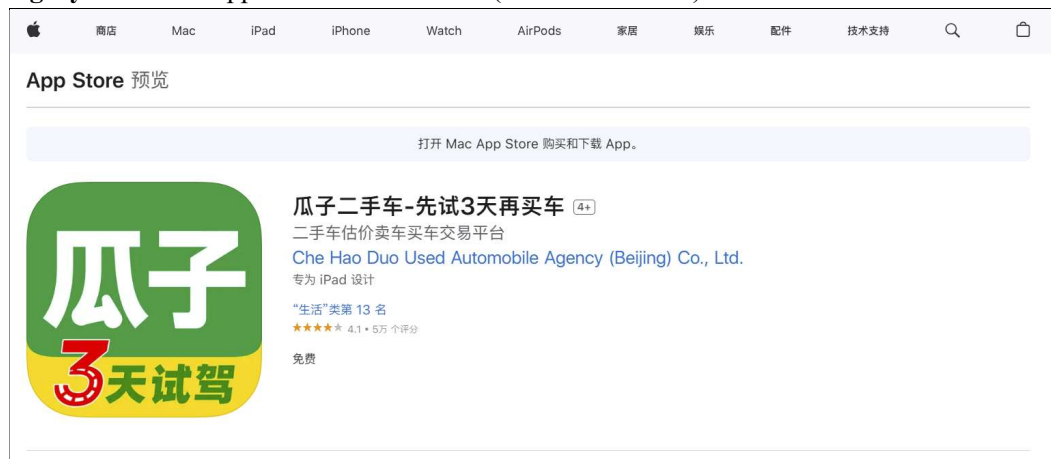 商店 Mac iPad iPhone Watch AirPods 家居 娱乐 配件 技术支持
App Store 预览
打开 Mac App Store 购买和下载 App。
瓜子二手车-先试3天再买车 4+
二手车估价卖车买车交易平台
Che Hao Duo Used Automobile Agency (Beijing) Co., Ltd.
专为 iPad 设计
“生活”类第 13 名
★★★★★ 4.1 • 5万 个评分
免费
瓜子
3天试驾